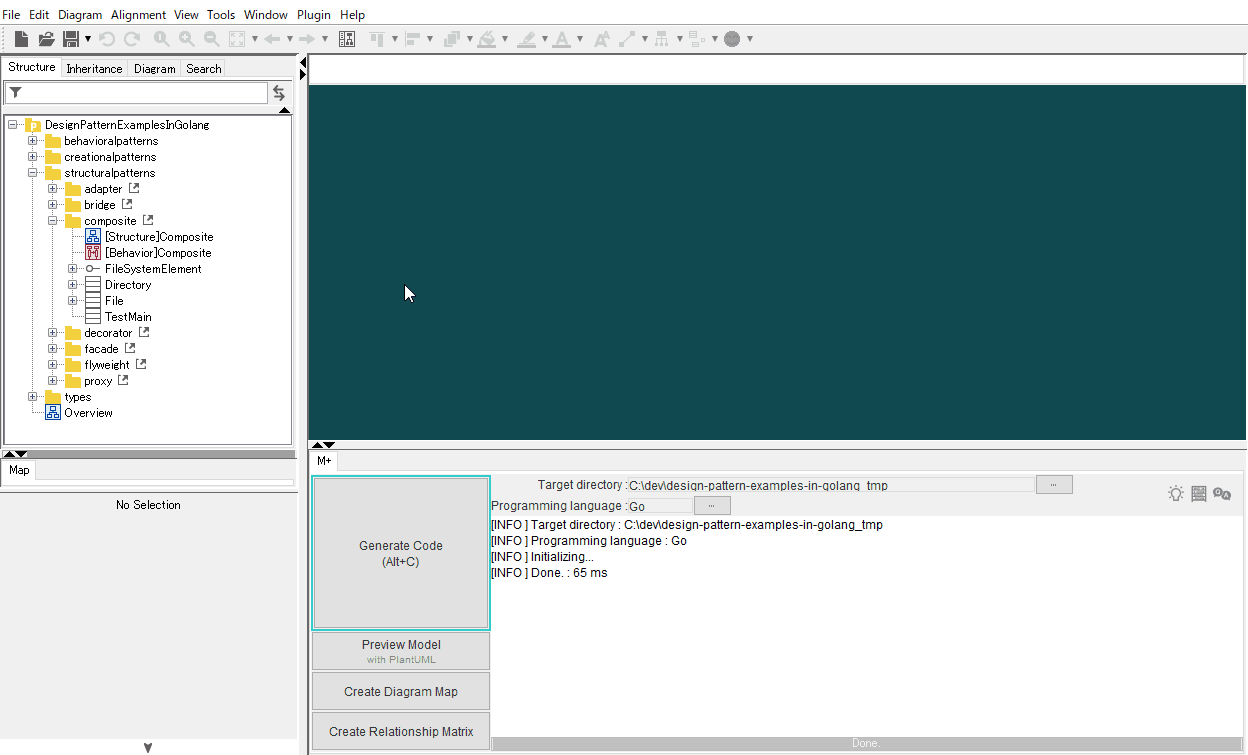 File Edit Diagram Alignment View Tools Window Plugin Help
Structure Inheritance Diagram Search
DesignPatternExamplesInGolang
behavioralpatterns
creationalpatterns
structuralpatterns
adapter
bridge
composite
[Structure]Composite
[Behavior]Composite
FileSystemElement
Directory
File
TestMain
decorator
facade
flyweight
proxy
types
Overview
Map
No Selection
M+
Generate Code
(Alt+C)
Preview Model
with PlantUML
Create Diagram Map
Create Relationship Matrix
Target directory : C:\dev\design-pattern-examples-in-golang_tmp ...
Programming language : Go ...
[INFO ] Target directory : C:\dev\design-pattern-examples-in-golang_tmp
[INFO ] Programming language : Go
[INFO ] Initializing...
[INFO ] Done. : 65 ms
Done.